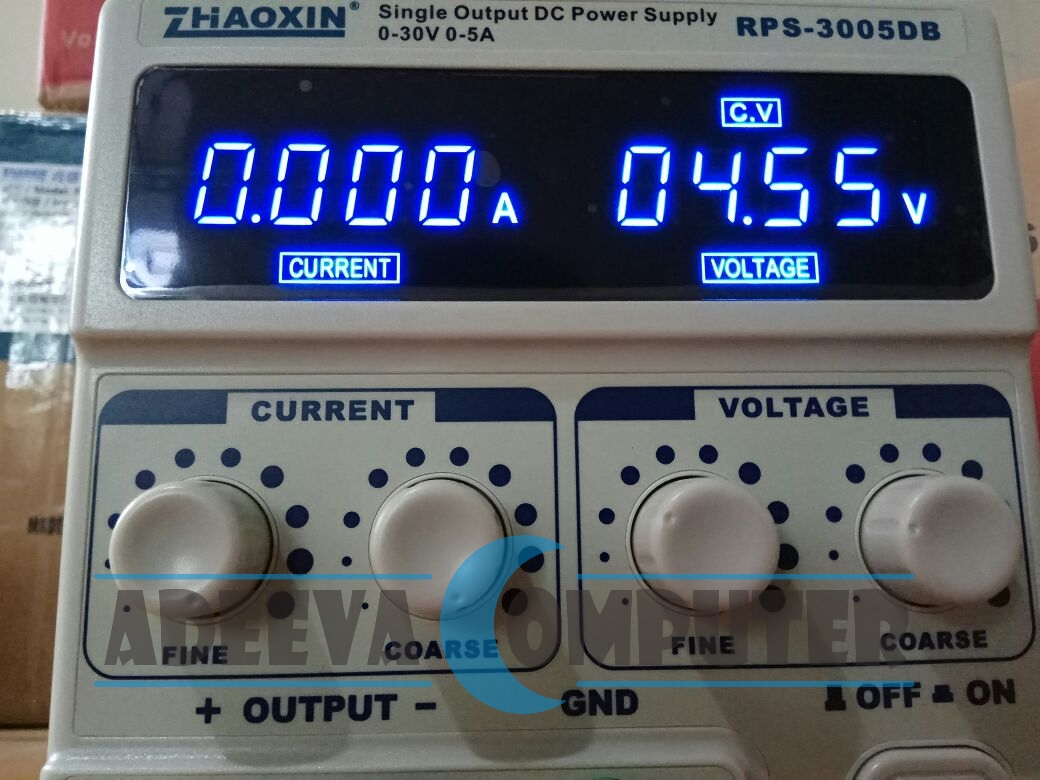 ZHAOXIN®
Single Output DC Power Supply
0-30V 0-5A
RPS-3005DB
C.V
0.000 A
04.55 V
CURRENT
VOLTAGE
CURRENT
VOLTAGE
FINE
COARSE
FINE
COARSE
ADEEVA COMPUTER
+ OUTPUT -
GND
OFF
ON